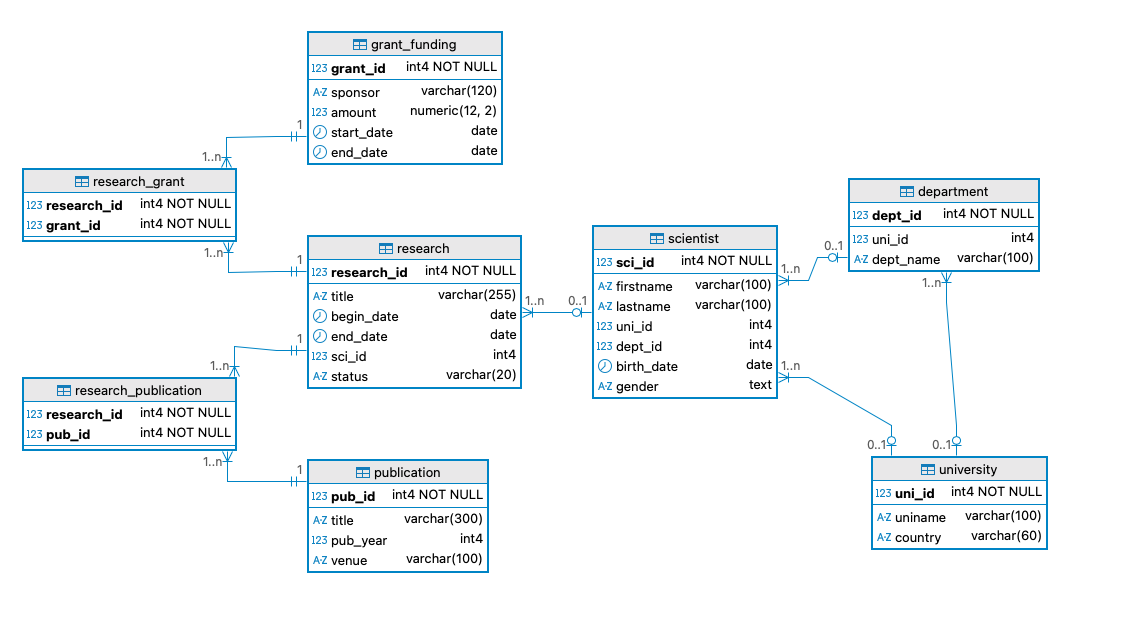 grant_funding
123 grant_id int4 NOT NULL
A-Z sponsor varchar(120)
123 amount numeric(12, 2)
start_date date
end_date date
1
1..n
research_grant
123 research_id int4 NOT NULL
123 grant_id int4 NOT NULL
1..n
1
research
123 research_id int4 NOT NULL
A-Z title varchar(255)
begin_date date
end_date date
123 sci_id int4
A-Z status varchar(20)
1
1..n
research_publication
123 research_id int4 NOT NULL
123 pub_id int4 NOT NULL
1..n
1
publication
123 pub_id int4 NOT NULL
A-Z title varchar(300)
123 pub_year int4
A-Z venue varchar(100)
1..n
0..1
scientist
123 sci_id int4 NOT NULL
A-Z firstname varchar(100)
A-Z lastname varchar(100)
123 uni_id int4
123 dept_id int4
birth_date date
A-Z gender text
1..n
0..1
department
123 dept_id int4 NOT NULL
123 uni_id int4
A-Z dept_name varchar(100)
1..n
1..n
0..1
0..1
university
123 uni_id int4 NOT NULL
A-Z uniname varchar(100)
A-Z country varchar(60)